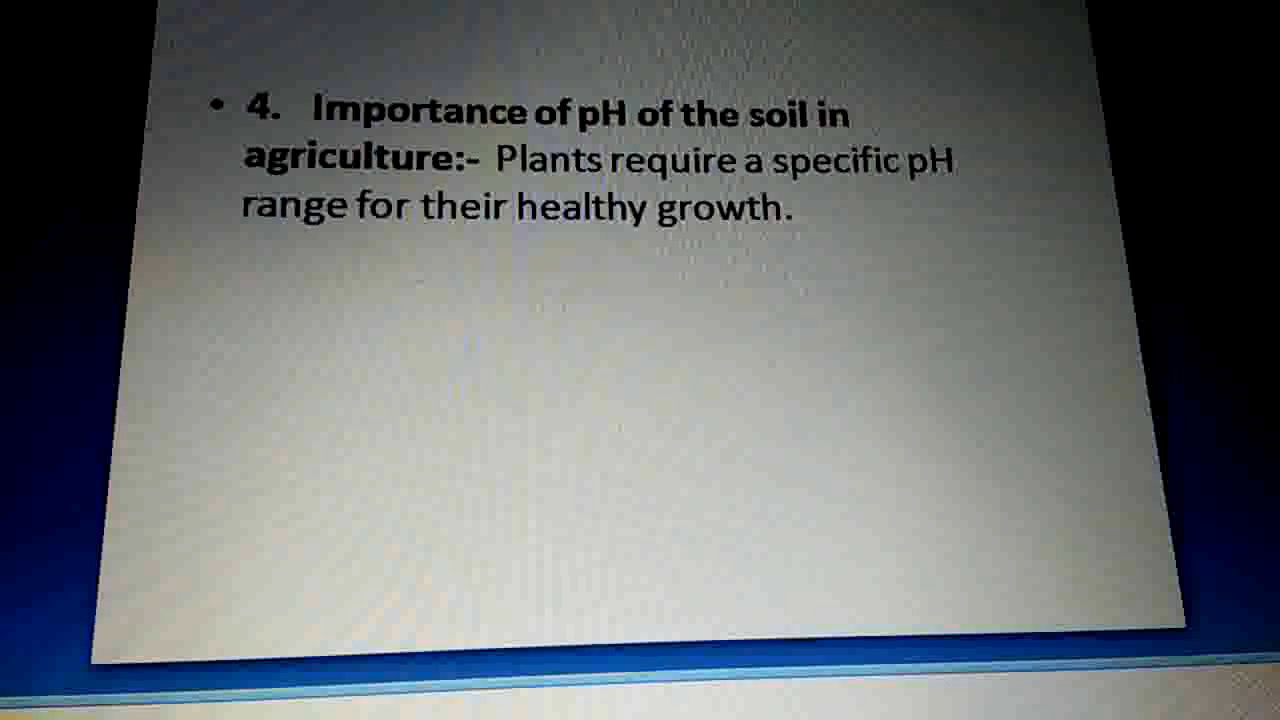 • 4. Importance of pH of the soil in
agriculture:- Plants require a specific pH
range for their healthy growth.